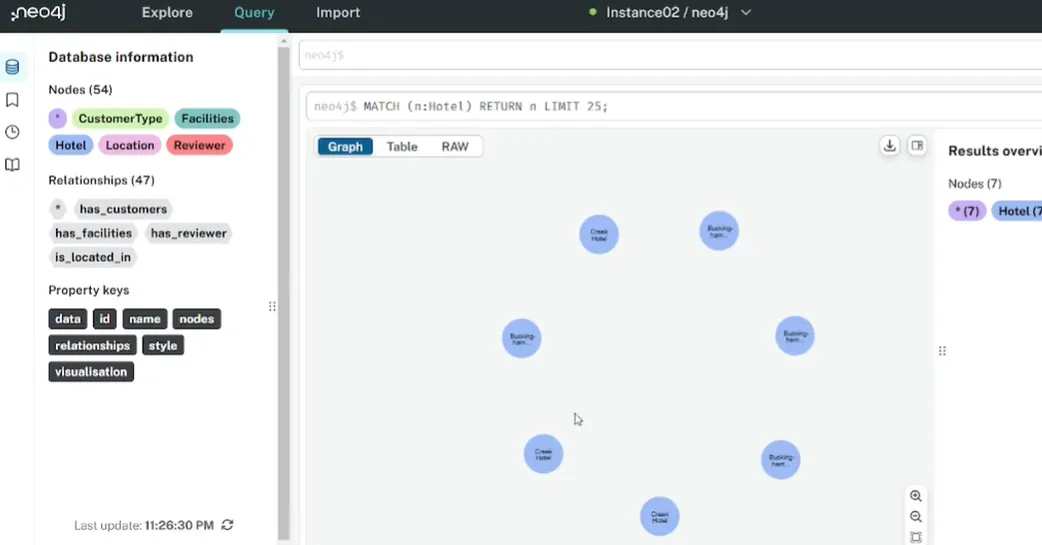 :neo4j Explore Query Import Instance02 / neo4j
Database information
neo4j$
Nodes (54)
* CustomerType Facilities
Hotel Location Reviewer
neo4j$ MATCH (n:Hotel) RETURN n LIMIT 25;
Graph Table RAW
Relationships (47)
* has_customers
has_facilities has_reviewer
is_located_in
Property keys
data id name nodes
relationships style
visualisation
Last update: 11:26:30 PM
Creek
Hotel
Bucking-
ham...
Bucking-
ham...
Bucking-
ham...
Creek
Hotel
Bucking-
ham...
Creek
Hotel
Results overvi
Nodes (7)
* (7) Hotel (7